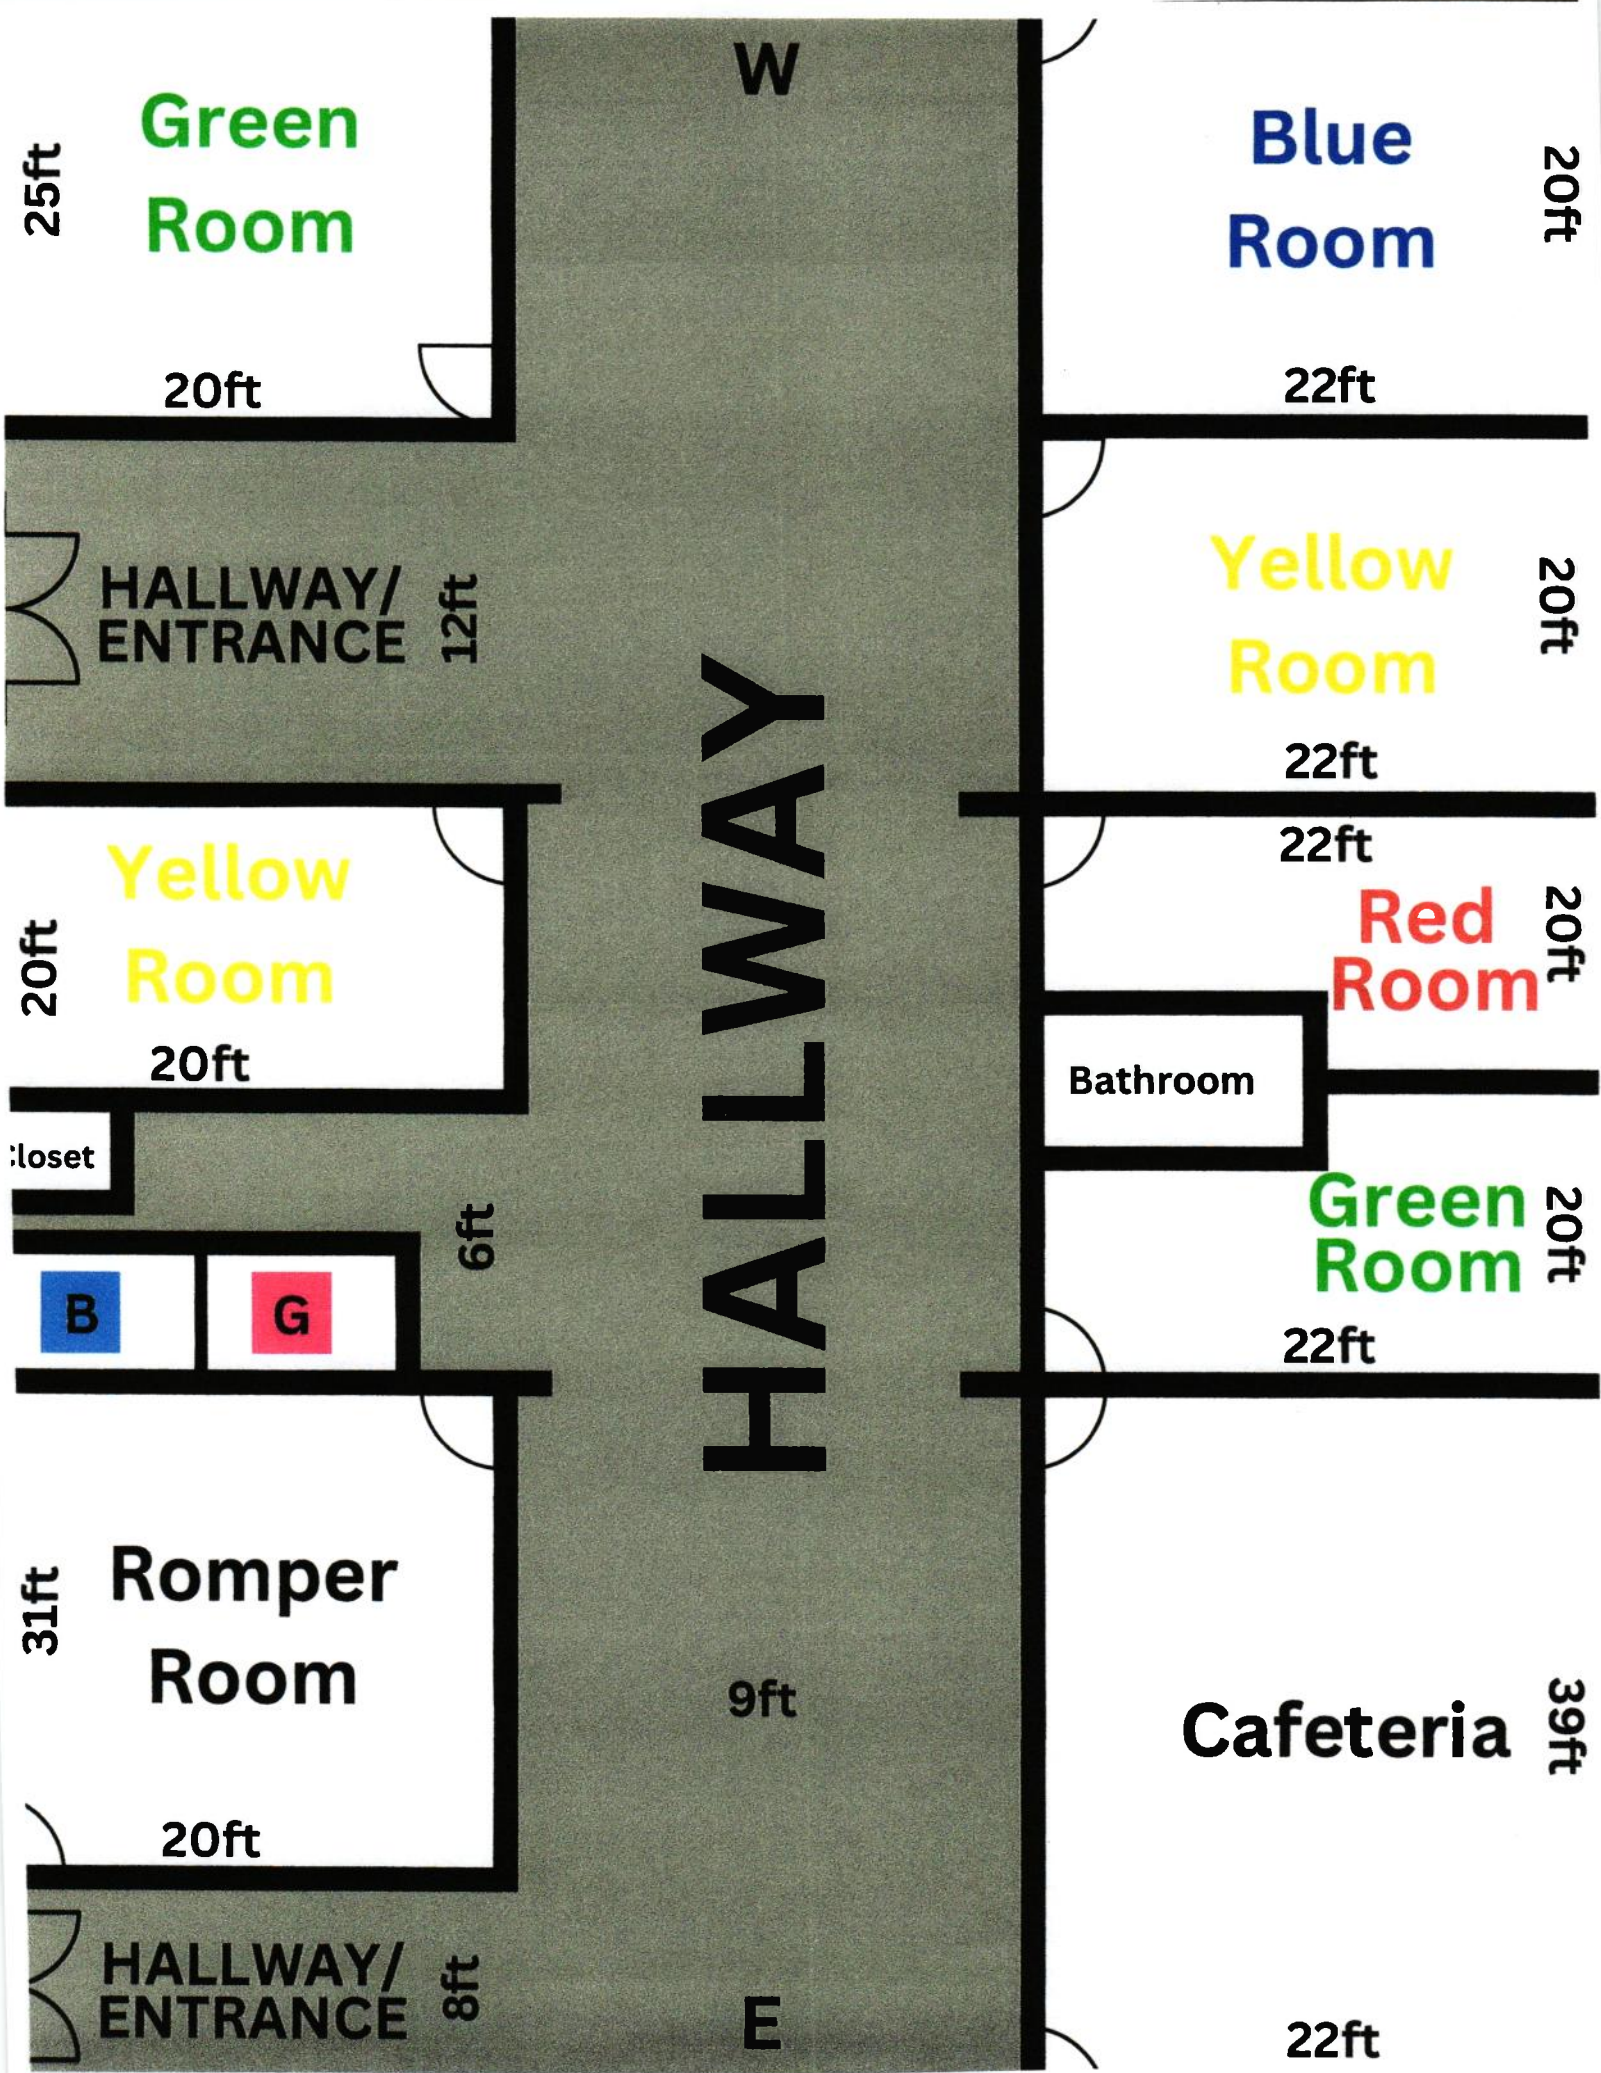 W
Green
Room
25ft
20ft
Blue
Room
20ft
22ft
HALLWAY/
ENTRANCE
12ft
Yellow
Room
20ft
22ft
HALLWAY
Yellow
Room
20ft
20ft
22ft
Red
Room
20ft
Bathroom
Closet
6ft
B
G
Green
Room
20ft
22ft
Romper
Room
31ft
20ft
9ft
Cafeteria
39ft
22ft
HALLWAY/
ENTRANCE
8ft
E